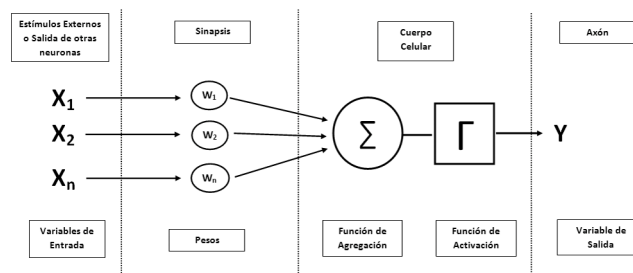 Estímulos Externos
o Salida de otras
neuronas
Sinapsis
Cuerpo
Celular
Axón
X1
W1
X2
W2
Σ
Γ
Y
Xn
Wn
Variables de
Entrada
Pesos
Función de
Agregación
Función de
Activación
Variable de
Salida